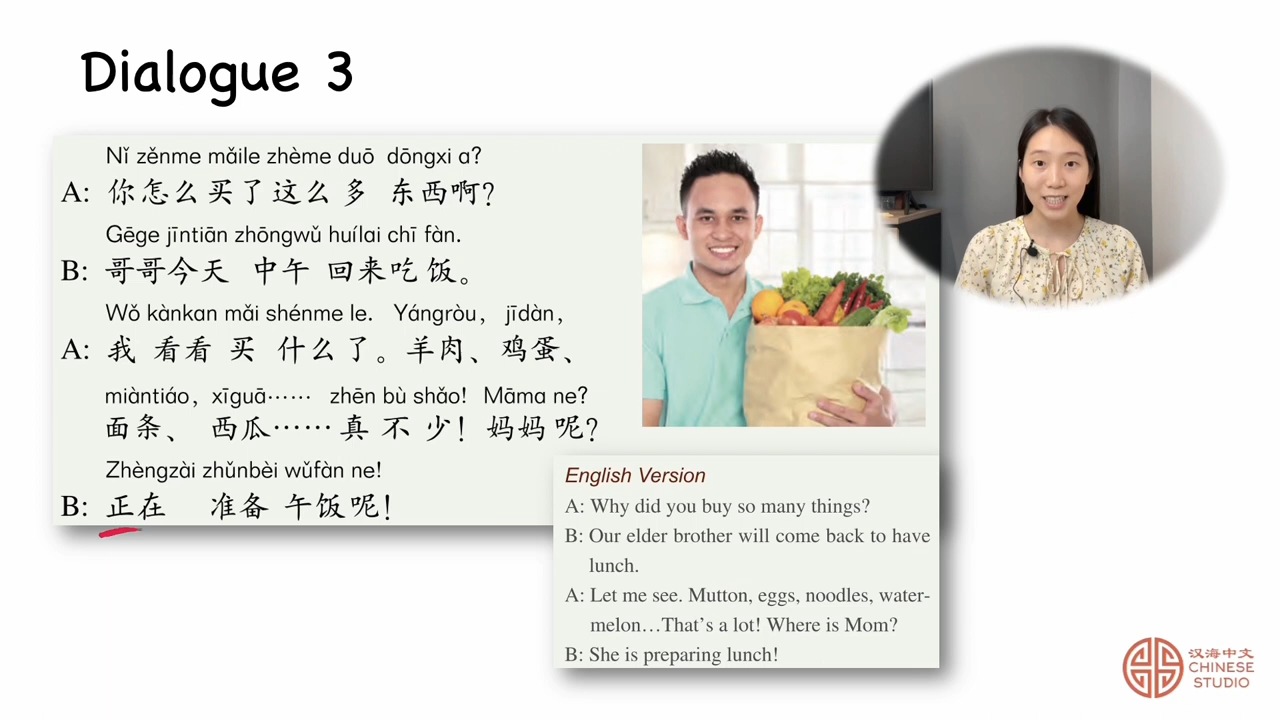 Dialogue 3
Nǐ zěnme mǎile zhème duō dōngxi a?
A: 你怎么买了这么多 东西啊?
Gēge jīntiān zhōngwǔ huílai chī fàn.
B: 哥哥今天 中午 回来吃饭。
Wǒ kànkan mǎi shénme le. Yángròu, jīdàn,
A: 我 看看 买 什么了。羊肉、鸡蛋、
miàntiáo, xīguā…… zhēn bù shǎo! Māma ne?
面条、 西瓜……真 不 少! 妈妈呢?
Zhèngzài zhǔnbèi wǔfàn ne!
B: 正在 准备 午饭呢!
English Version
A: Why did you buy so many things?
B: Our elder brother will come back to have
lunch.
A: Let me see. Mutton, eggs, noodles, water-
melon…That's a lot! Where is Mom?
B: She is preparing lunch!
汉海中文
CHINESE
STUDIO